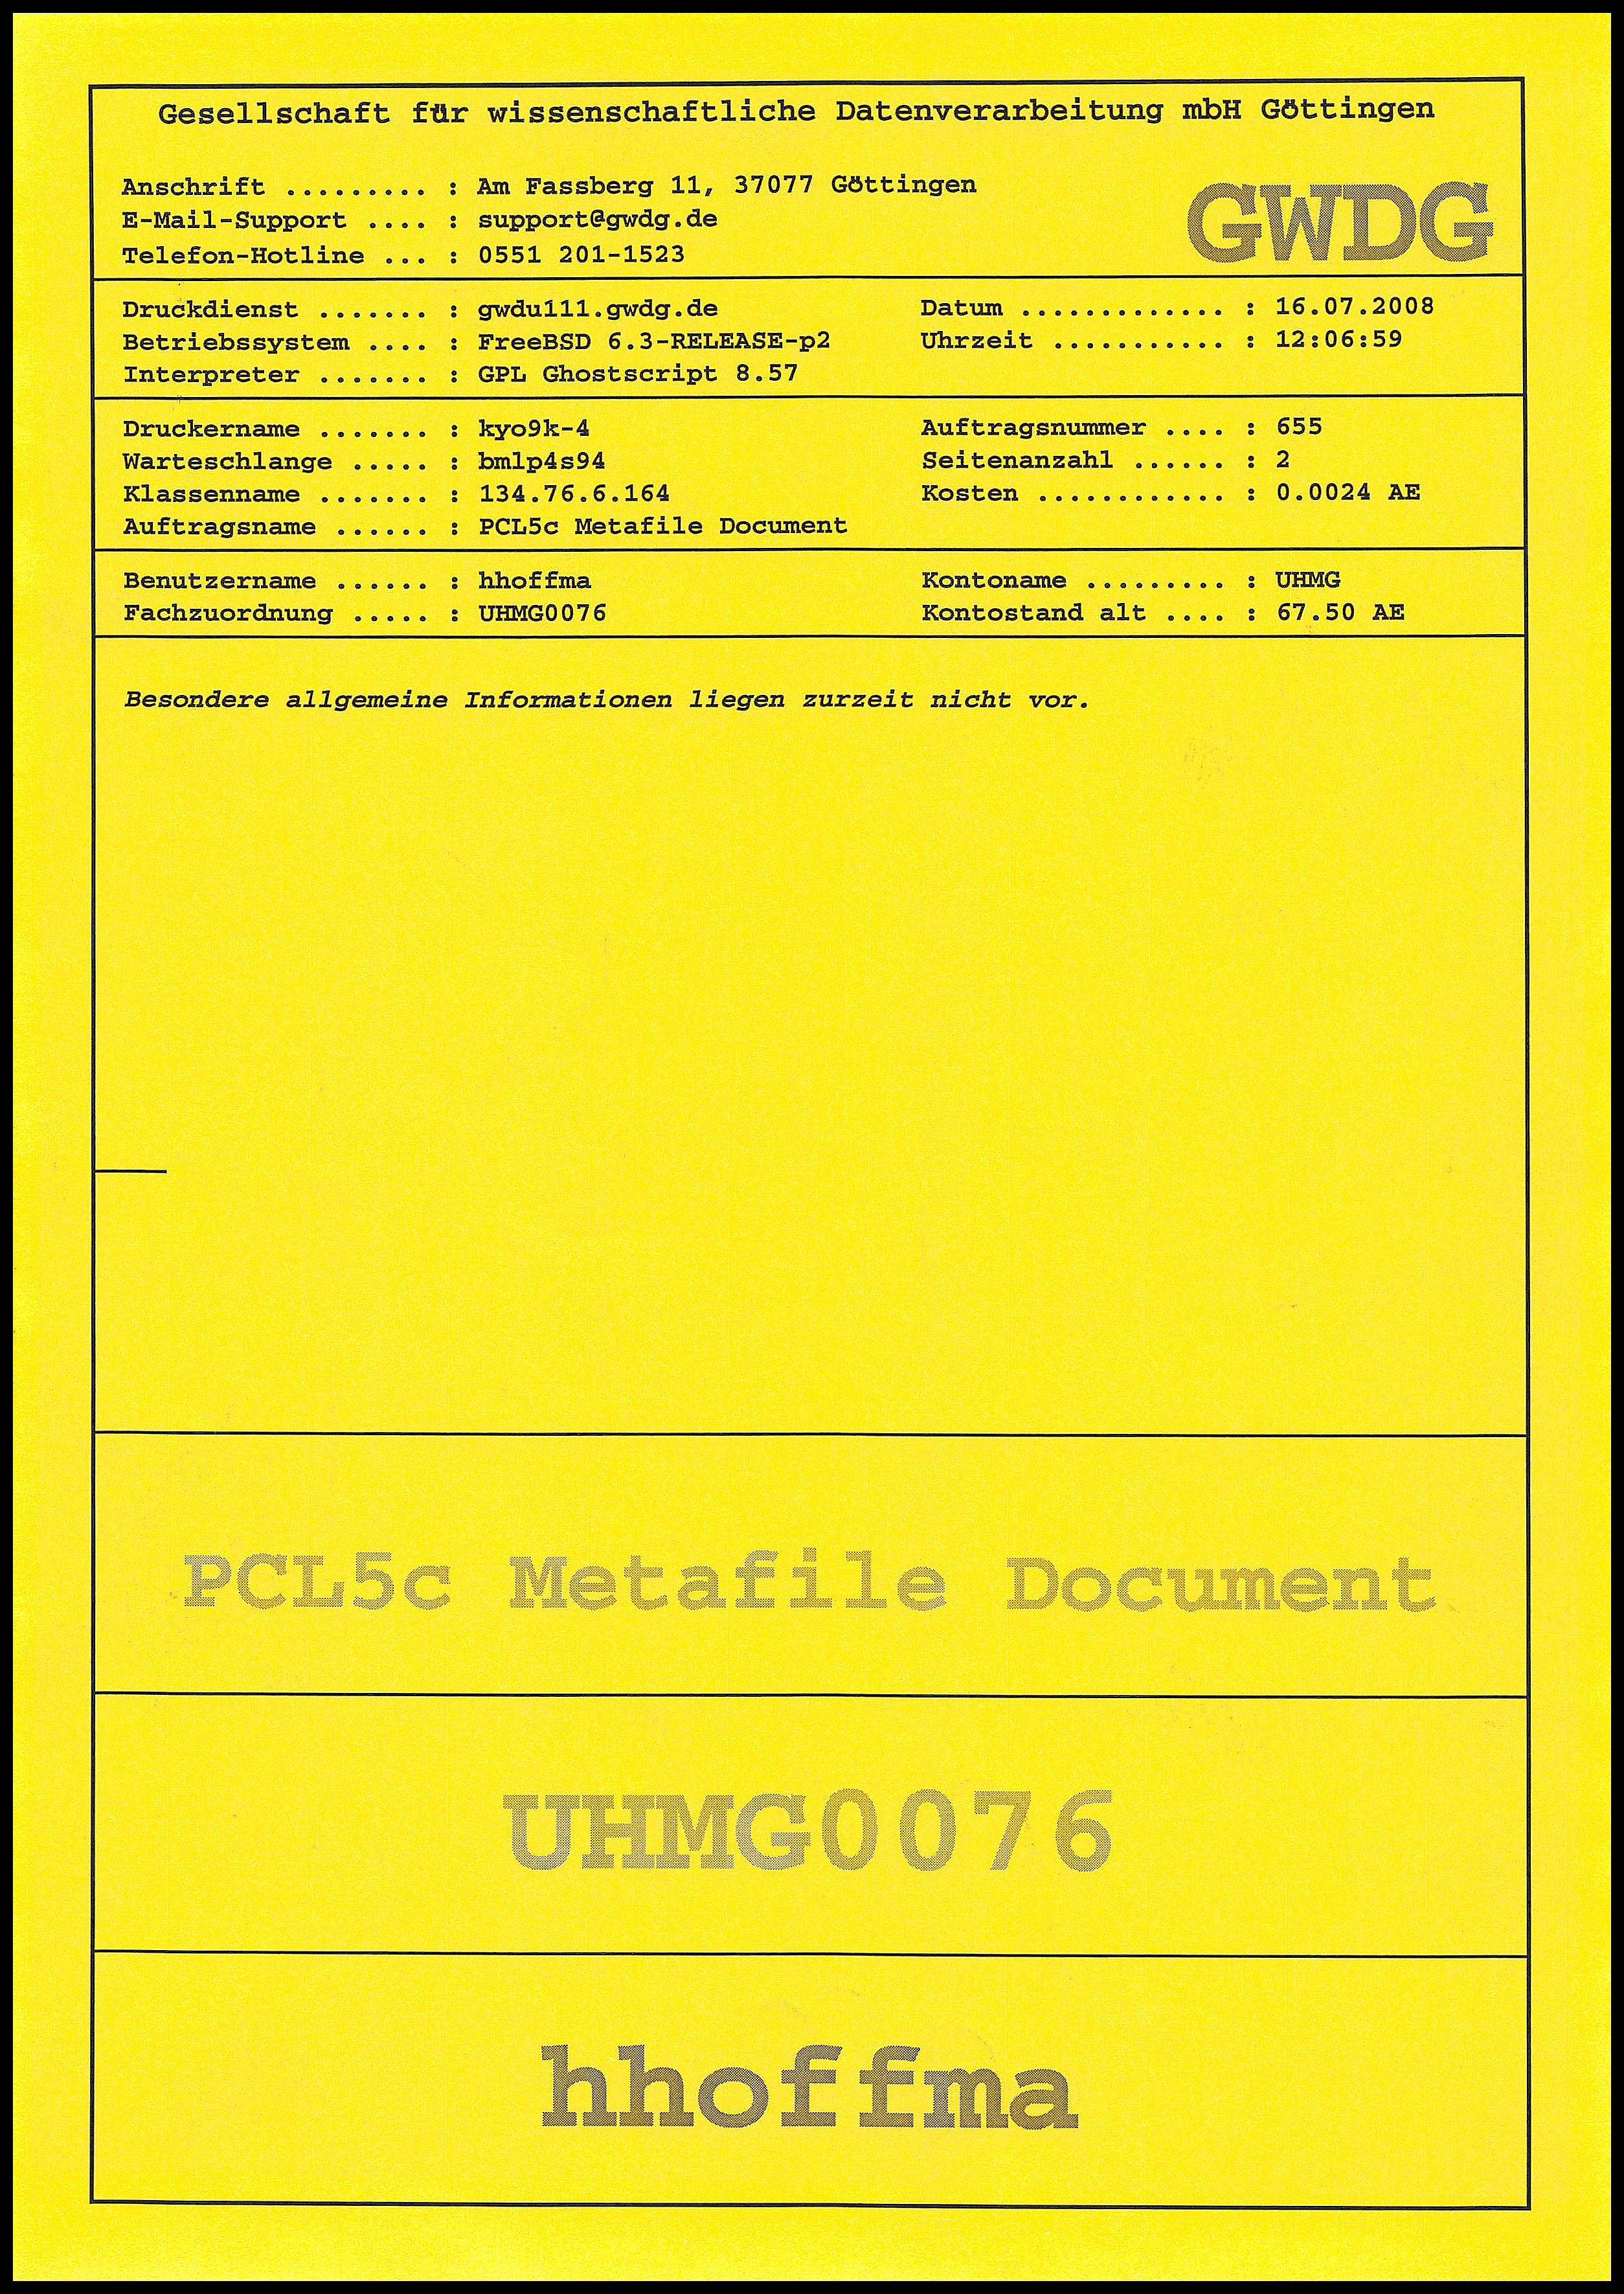 Gesellschaft für wissenschaftliche Datenverarbeitung mbH Göttingen
Anschrift ......... : Am Fassberg 11, 37077 Göttingen
E-Mail-Support .... : support@gwdg.de
Telefon-Hotline ... : 0551 201-1523
GWDG
Druckdienst ....... : gwdu111.gwdg.de Datum ............. : 16.07.2008
Betriebssystem .... : FreeBSD 6.3-RELEASE-p2 Uhrzeit ........... : 12:06:59
Interpreter ....... : GPL Ghostscript 8.57
Druckername ....... : kyo9k-4 Auftragsnummer .... : 655
Warteschlange ..... : bmlp4s94 Seitenanzahl ...... : 2
Klassenname ....... : 134.76.6.164 Kosten ............ : 0.0024 AE
Auftragsname ...... : PCL5c Metafile Document
Benutzername ...... : hhoffma Kontoname ......... : UHMG
Fachzuordnung ..... : UHMG0076 Kontostand alt .... : 67.50 AE
Besondere allgemeine Informationen liegen zurzeit nicht vor.
PCL5c Metafile Document
UHMG0076
hhoffma